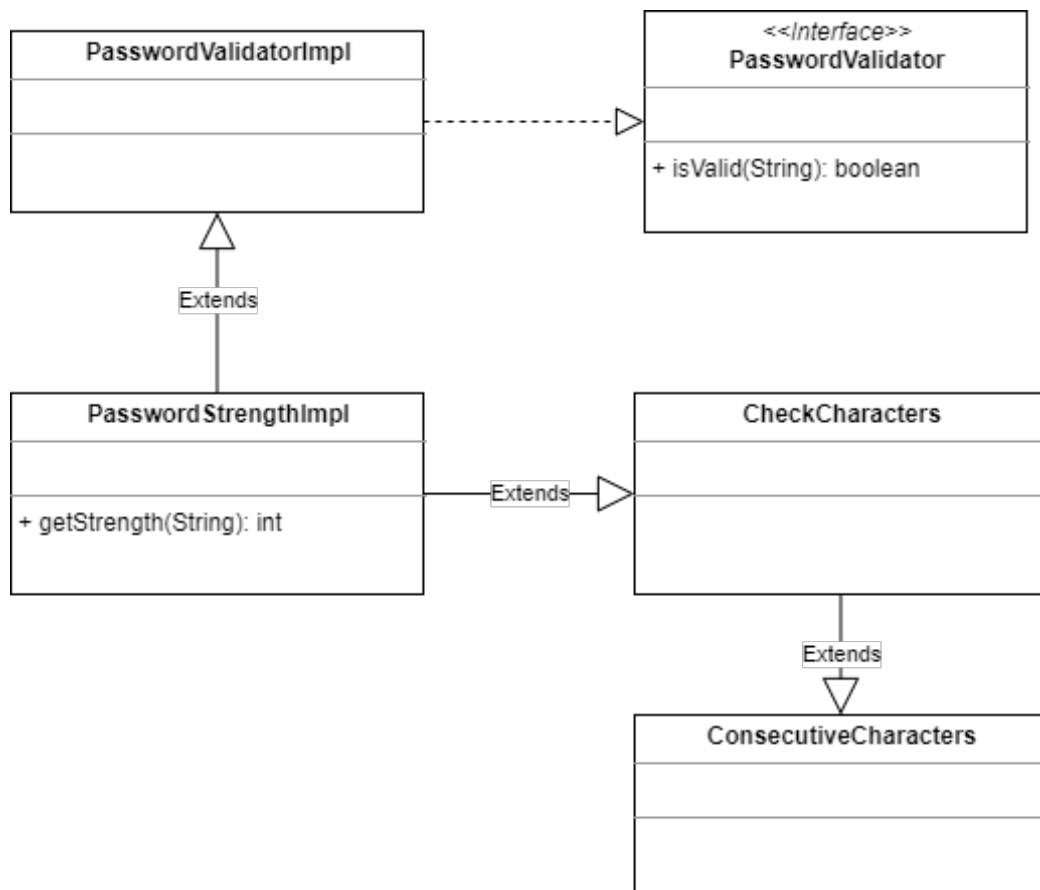 PasswordValidatorImpl
<<Interface>>
PasswordValidator
+ isValid(String): boolean
Extends
PasswordStrengthImpl
CheckCharacters
+ getStrength(String): int
Extends
Extends
ConsecutiveCharacters